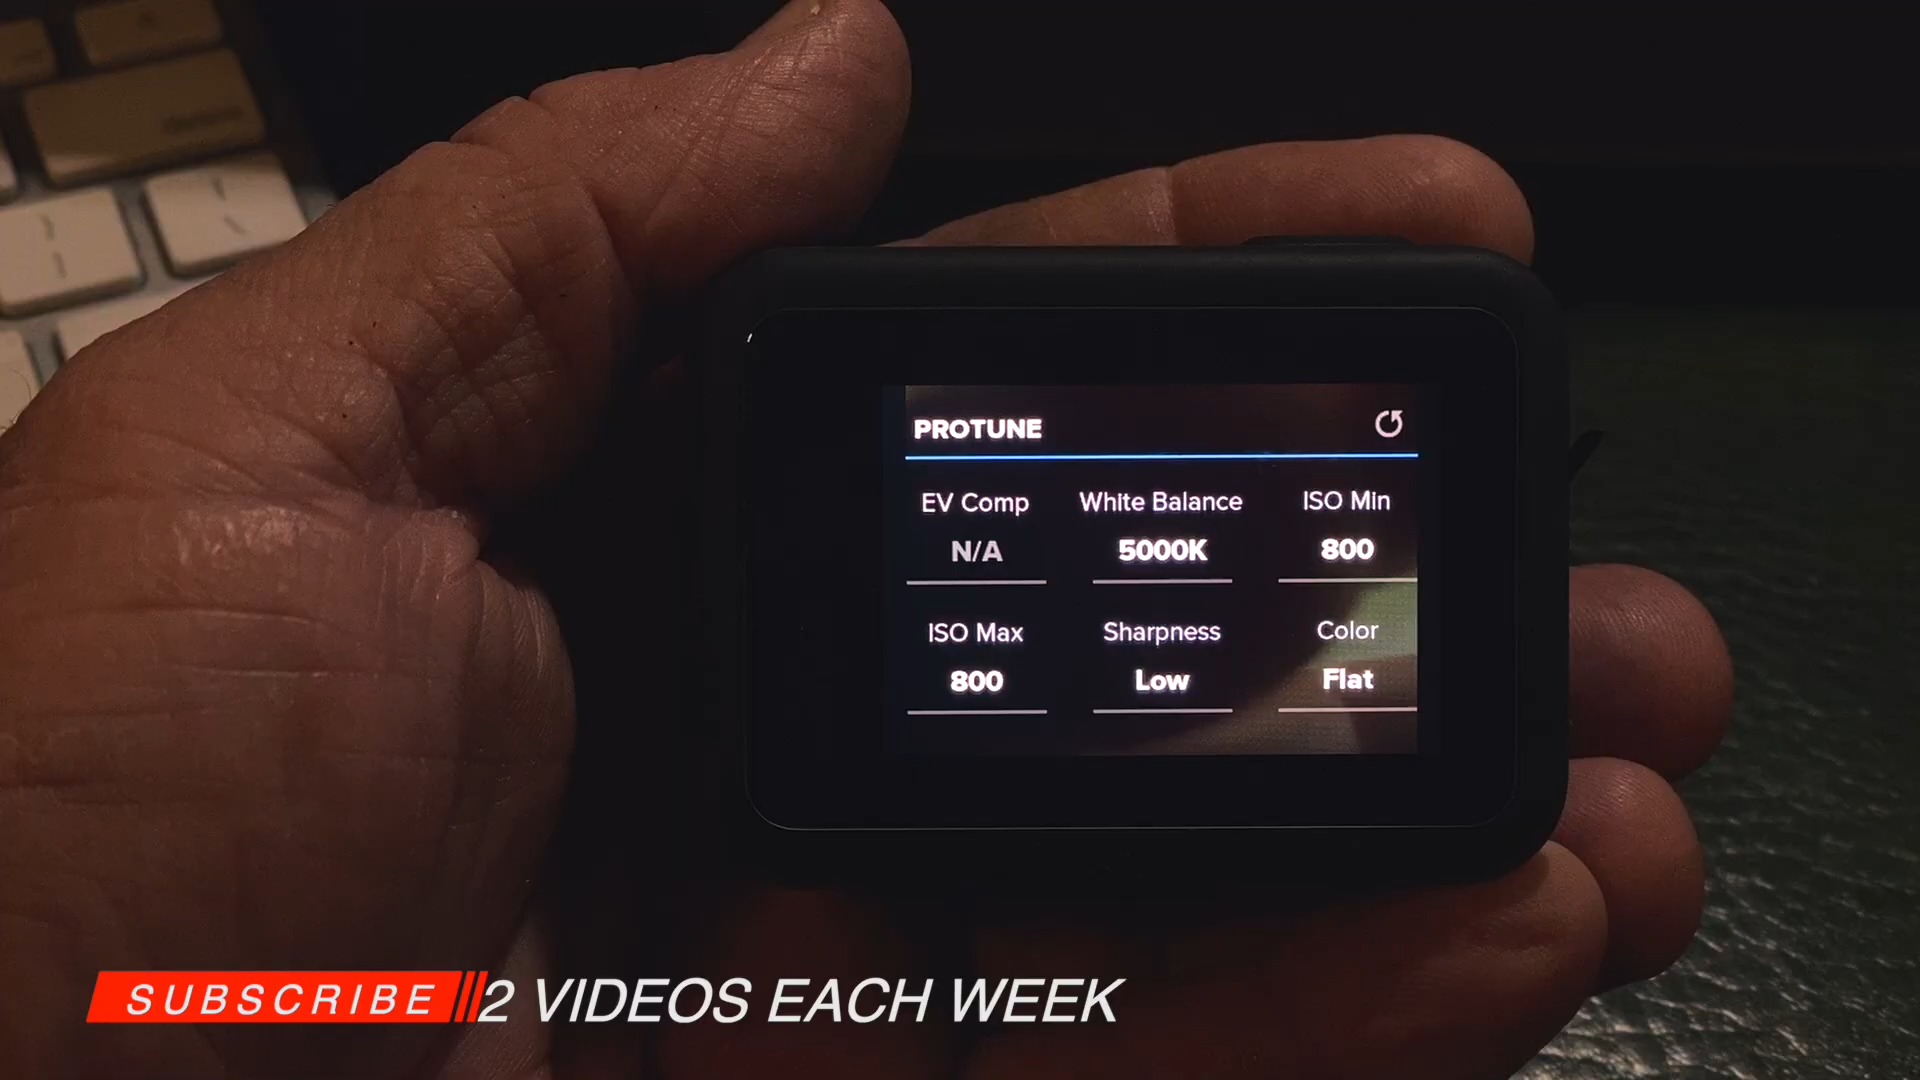 PROTUNE
EV Comp White Balance ISO Min
N/A 5000K 800
ISO Max Sharpness Color
800 Low Flat
SUBSCRIBE 2 VIDEOS EACH WEEK